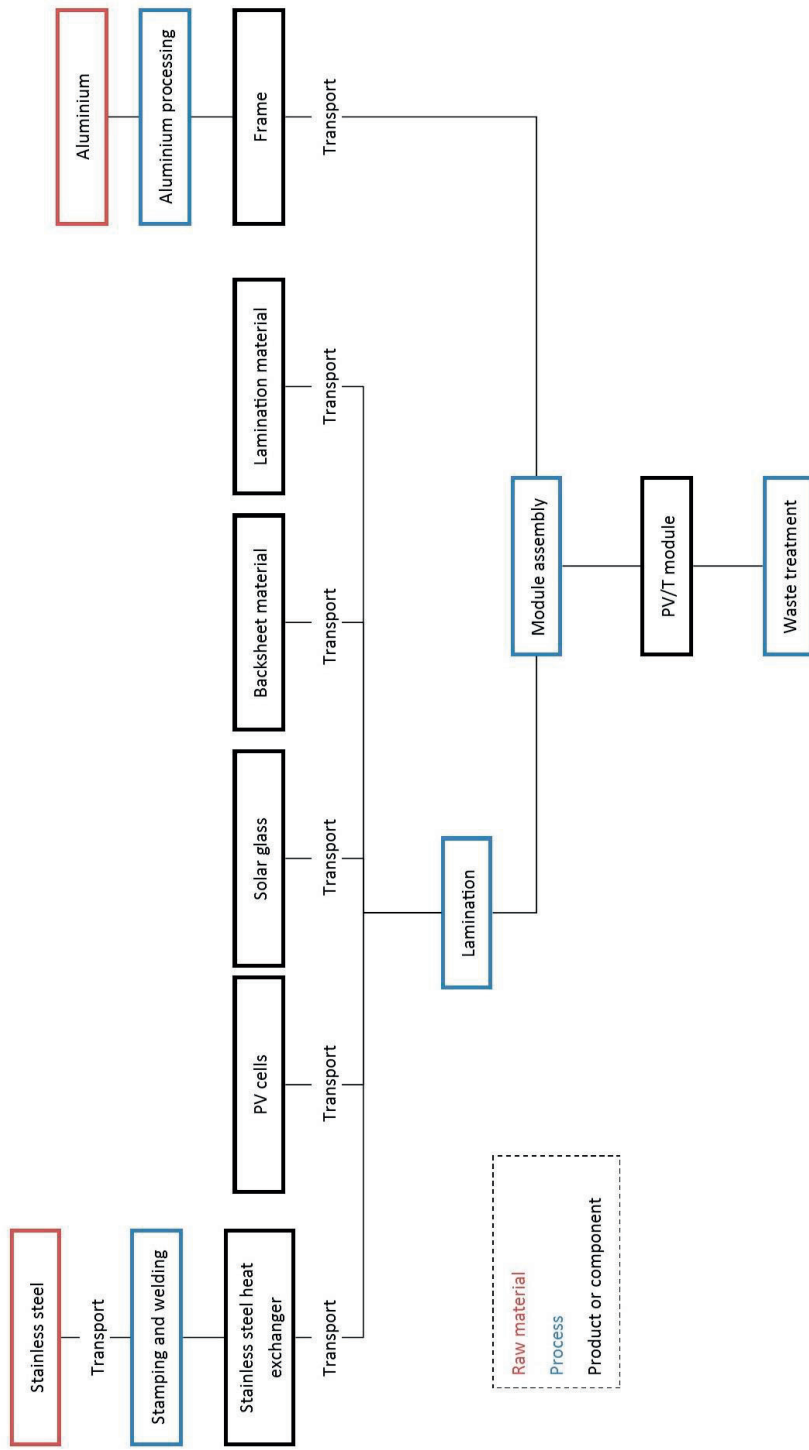 Stainless steel
Transport
Stamping and welding
Stainless steel heat
exchanger
Transport
PV cells
Transport
Solar glass
Transport
Backsheet material
Transport
Lamination material
Transport
Aluminium
Aluminium processing
Frame
Transport
Lamination
Module assembly
PV/T module
Waste treatment
Raw material
Process
Product or component